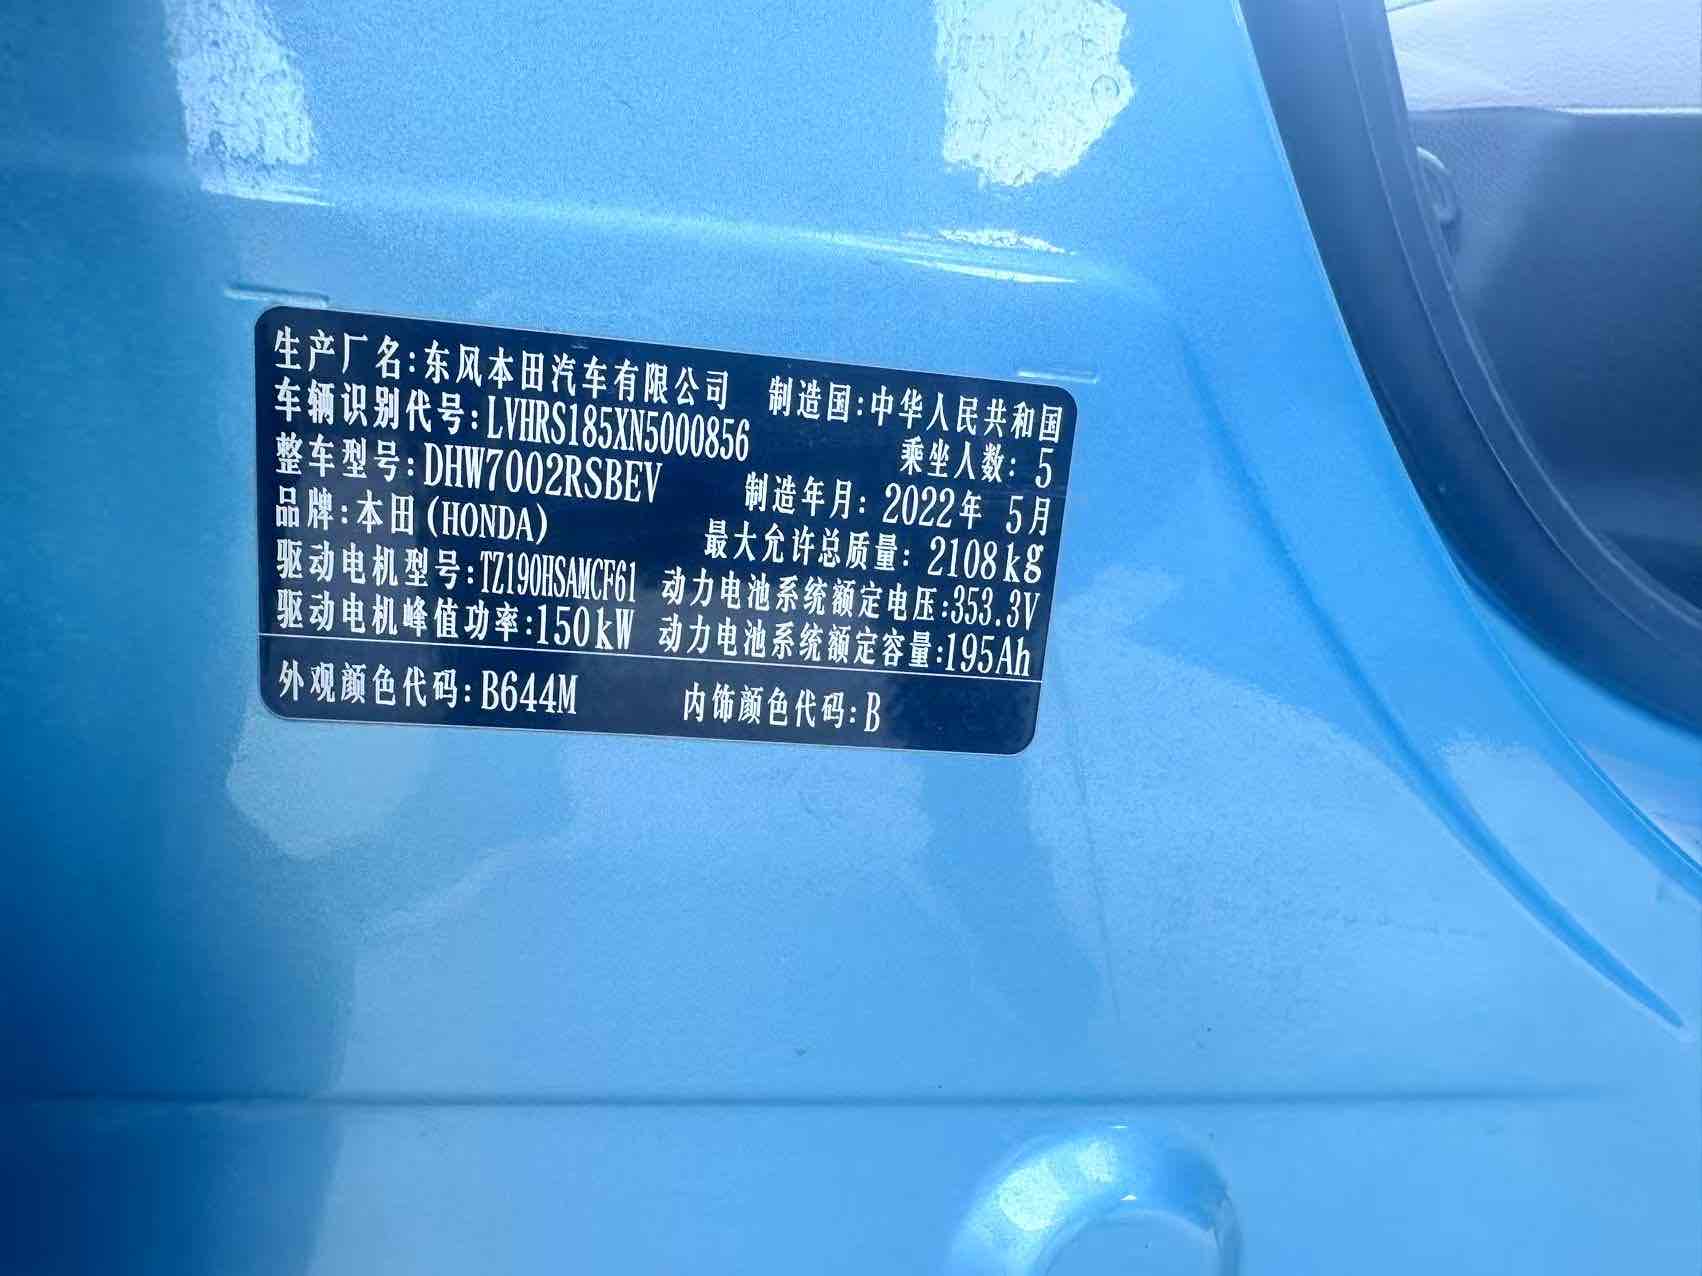 生产厂名:东风本田汽车有限公司 制造国:中华人民共和国
车辆识别代号:LVHRS185XN5000856 乘坐人数: 5
整车型号:DHW7002RSBEV 制造年月: 2022年 5月
品牌:本田(HONDA) 最大允许总质量: 2108kg
驱动电机型号:TZ190HSAMCF61 动力电池系统额定电压:353.3V
驱动电机峰值功率:150kW 动力电池系统额定容量:195Ah
外观颜色代码:B644M 内饰颜色代码:B